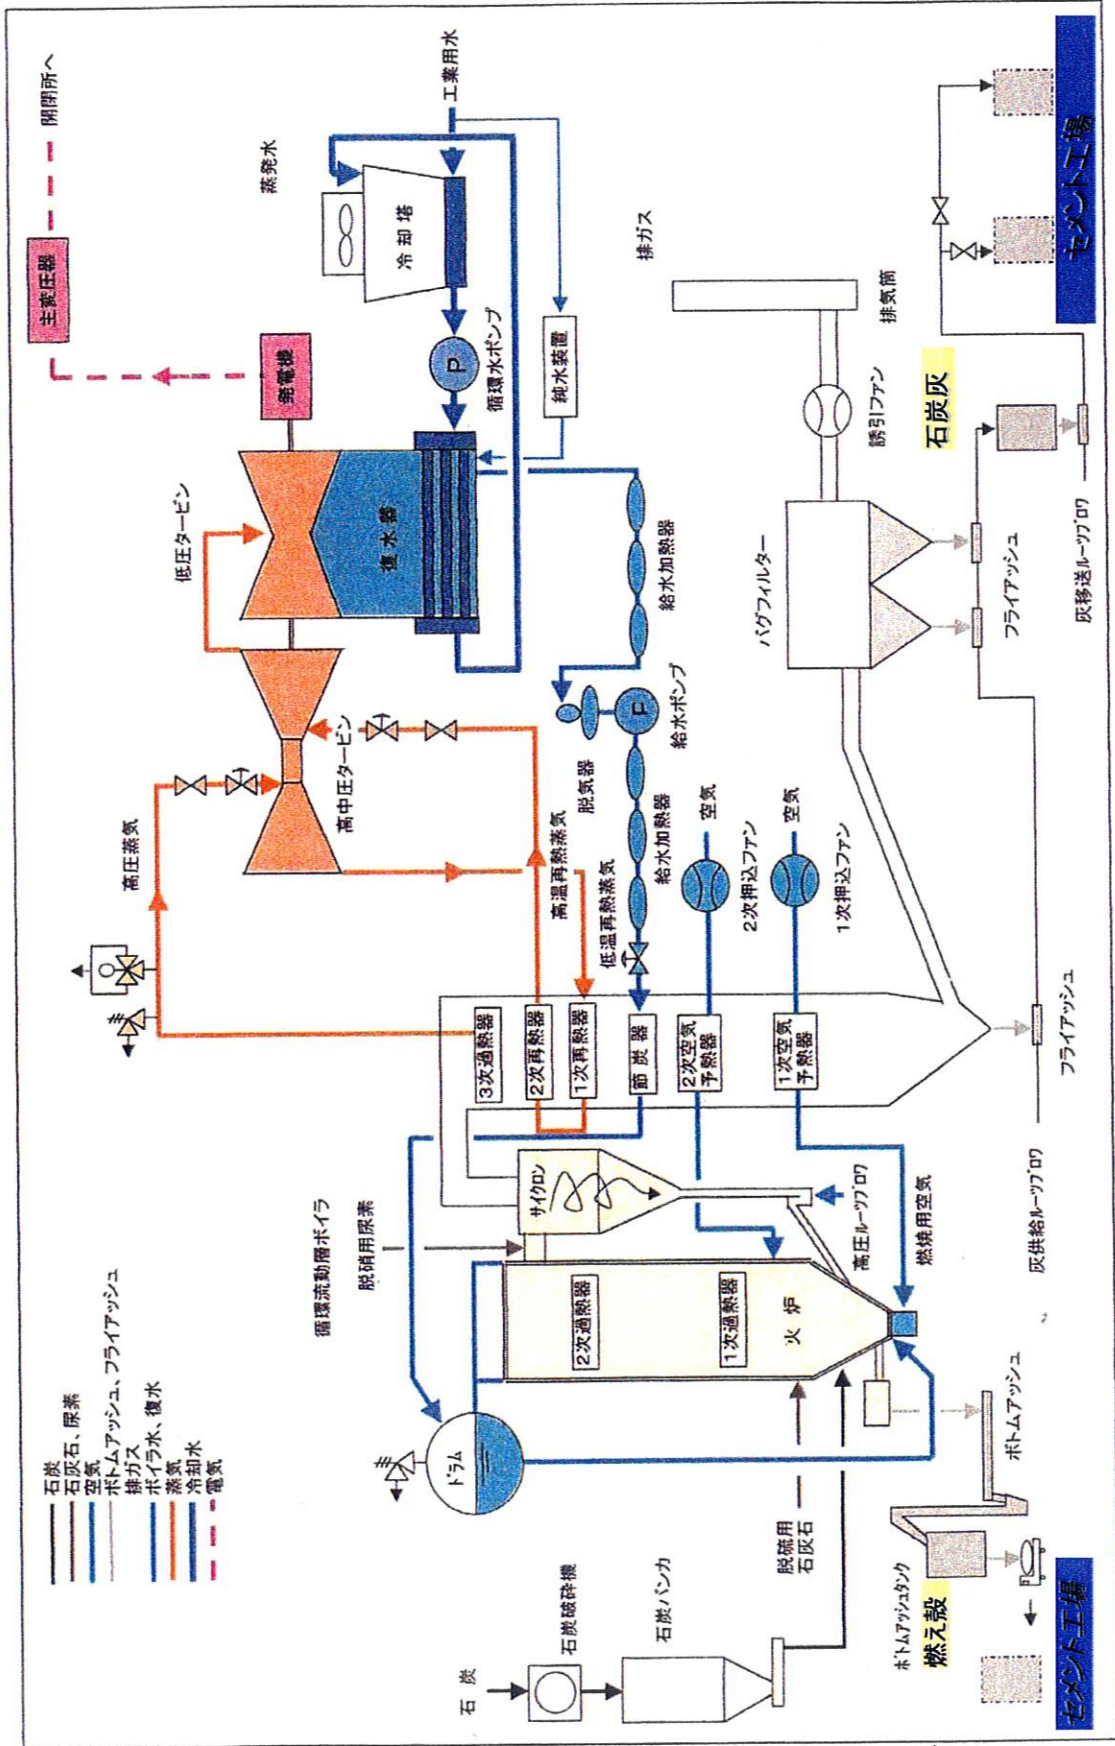 石炭
石灰石、尿素
空気
ボトムアッシュ、フライアッシュ
排ガス
ボイラ水、復水
蒸気
冷却水
電気
石 炭
石炭破砕機
石炭バンカ
脱硫用
石灰石
ドラム
循環流動層ボイラ
脱硝用尿素
2次過熱器
1次過熱器
火 炉
サイクロン
高圧ルーツブロワ
燃焼用空気
ボトムアッシュ
ボトムアッシュタンク
燃え殻
セメント工場
3次過熱器
2次再熱器
1次再熱器
節 炭 器
2次空気
予熱器
1次空気
予熱器
高圧蒸気
高温再熱蒸気
低温再熱蒸気
高中圧タービン
低圧タービン
復 水 器
発電機
主変圧器
開閉所へ
蒸発水
冷 却 塔
工業用水
P
循環水ポンプ
純水装置
給水加熱器
脱気器
P
給水ポンプ
給水加熱器
空気
2次押込ファン
空気
1次押込ファン
バグフィルター
誘引ファン
排ガス
排気筒
フライアッシュ
灰供給ルーツブロワ
フライアッシュ
灰移送ルーツブロワ
石炭灰
セメント工場